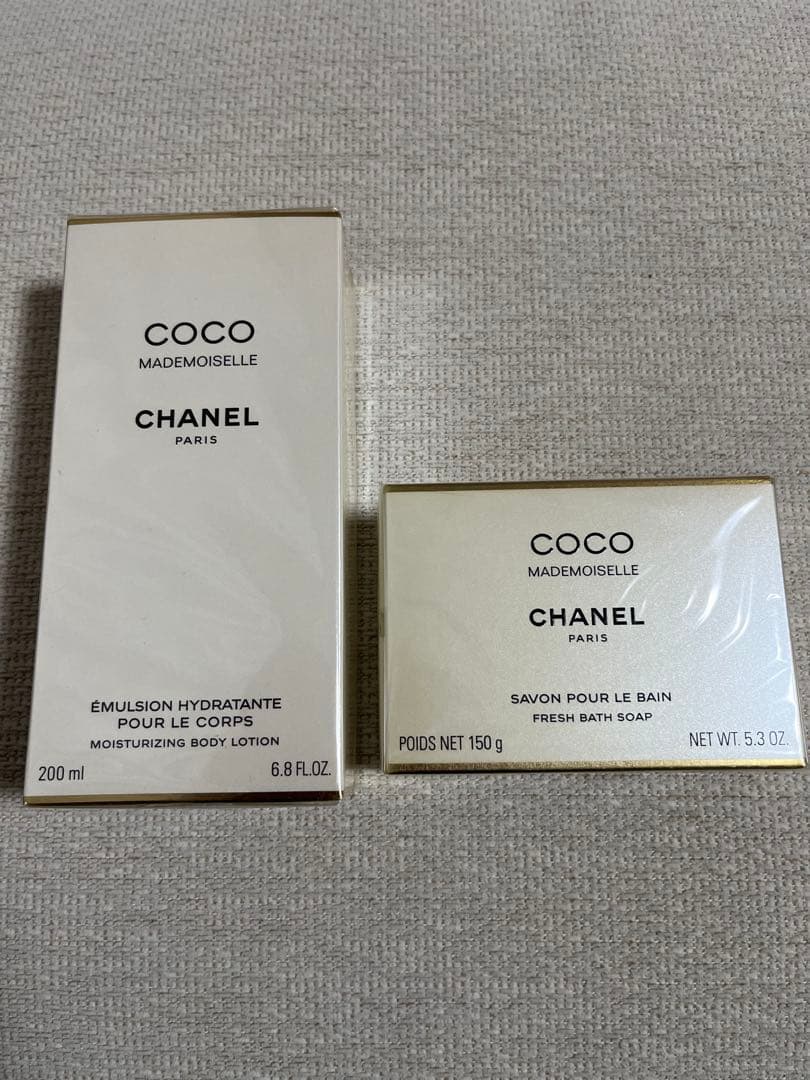 COCO
MADEMOISELLE
CHANEL
PARIS
ÉMULSION HYDRATANTE
POUR LE CORPS
MOISTURIZING BODY LOTION
200 ml 6.8 FL.OZ.
COCO
MADEMOISELLE
CHANEL
PARIS
SAVON POUR LE BAIN
FRESH BATH SOAP
POIDS NET 150 g NET WT. 5.3 OZ.